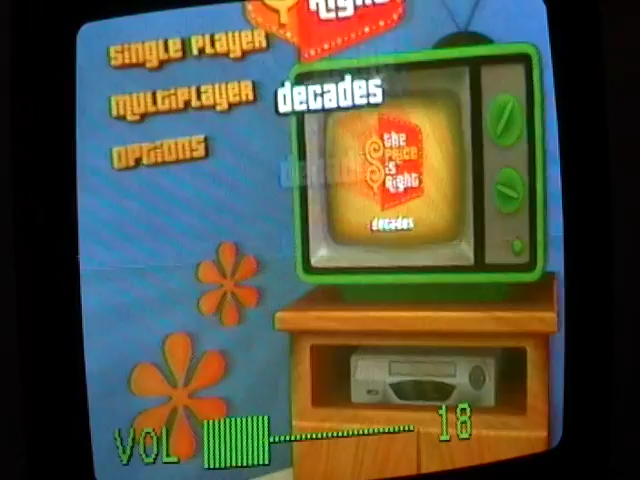 Right
SINGLE PLAYER
MULTIPLAYER
OPTIONS
decades
the
PRICE
is
Right
decades
VOL 18